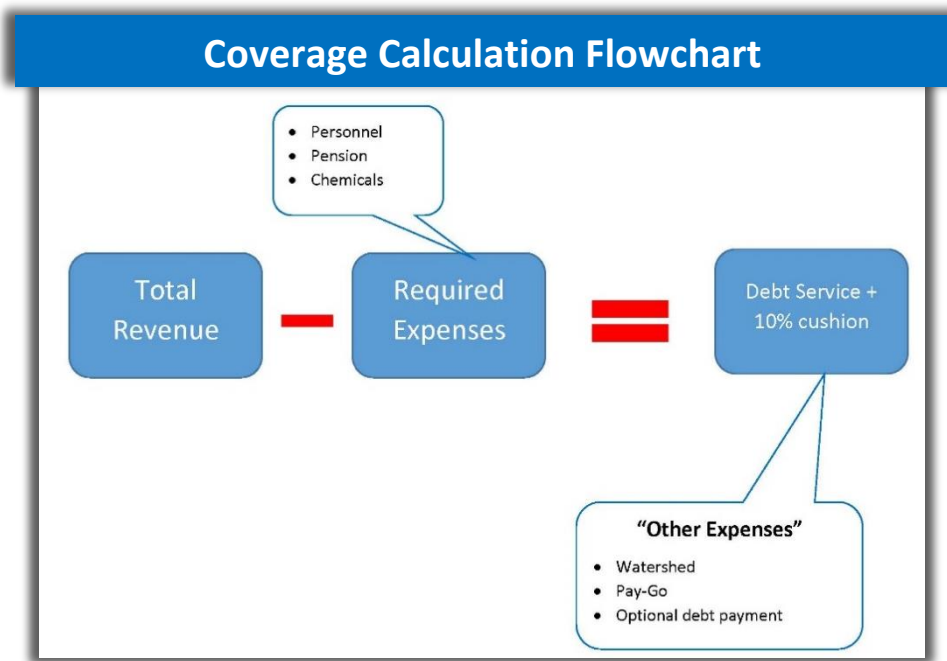 Coverage Calculation Flowchart
• Personnel
• Pension
• Chemicals
Total
Revenue
Required
Expenses
Debt Service +
10% cushion
“Other Expenses”
• Watershed
• Pay-Go
• Optional debt payment